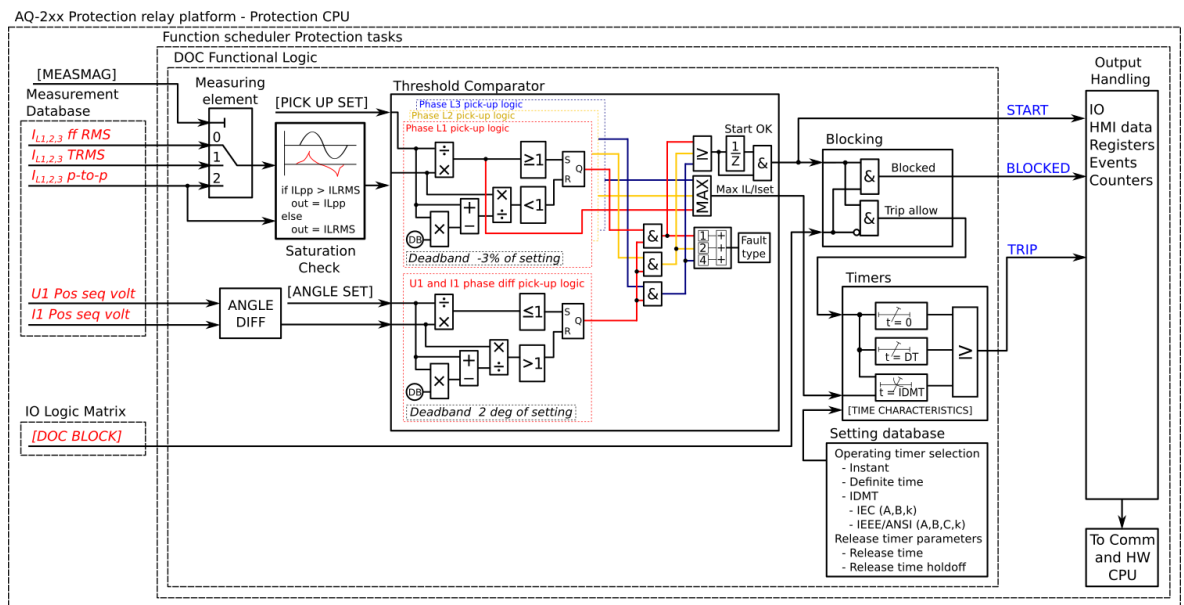 AQ-2xx Protection relay platform - Protection CPU
Function scheduler Protection tasks
DOC Functional Logic
[MEASMAG]
Measurement
Database
I L1,2,3 ff RMS
I L1,2,3 TRMS
I L1,2,3 p-to-p
Measuring
element
0
1
2
[PICK UP SET]
if ILpp > ILRMS
out = ILpp
else
out = ILRMS
Saturation
Check
Threshold Comparator
Phase L3 pick-up logic
Phase L2 pick-up logic
Phase L1 pick-up logic
÷
×
≥1
S
R
Q
×
÷
<1
+
−
×
DB
Deadband -3% of setting
U1 Pos seq volt
I1 Pos seq volt
ANGLE
DIFF
[ANGLE SET]
U1 and I1 phase diff pick-up logic
÷
×
≤1
S
R
Q
×
÷
>1
+
−
×
DB
Deadband 2 deg of setting
≥
Start OK
1
Z
&
MAX
Max IL/Iset
&
&
&
1 +
2 +
4 +
Fault
type
Blocking
&
Blocked
&
Trip allow
Timers
t = 0
t = DT
t = IDMT
≥
[TIME CHARACTERISTICS]
START
BLOCKED
TRIP
Output
Handling
IO
HMI data
Registers
Events
Counters
To Comm
and HW
CPU
IO Logic Matrix
[DOC BLOCK]
Setting database
Operating timer selection
- Instant
- Definite time
- IDMT
- IEC (A,B,k)
- IEEE/ANSI (A,B,C,k)
Release timer parameters
- Release time
- Release time holdoff